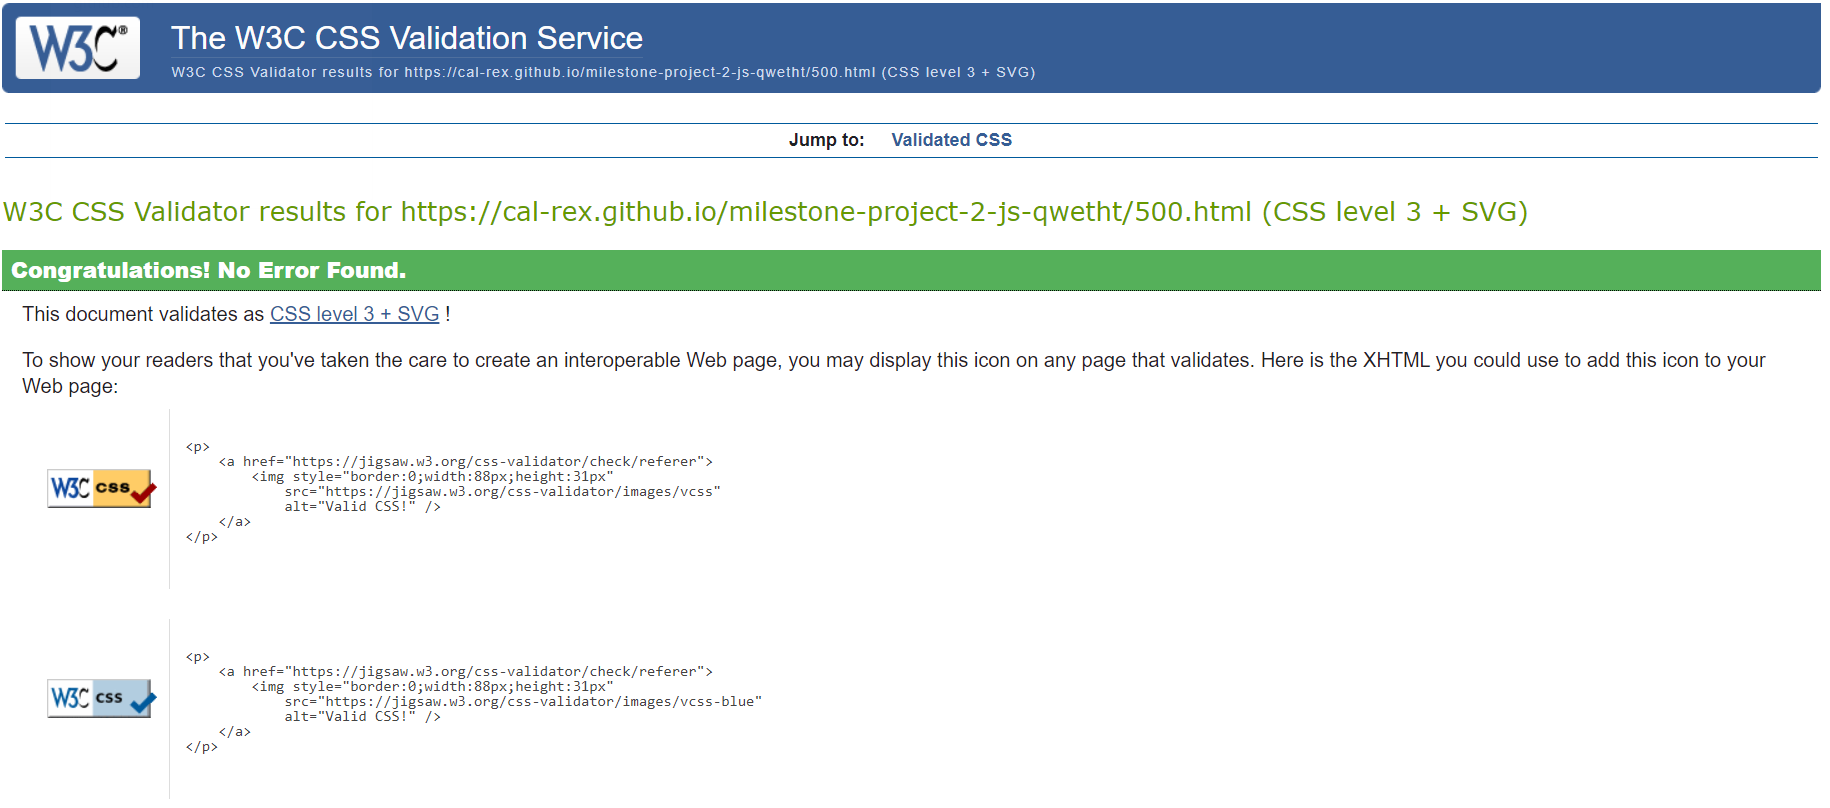 W3C®
The W3C CSS Validation Service
W3C CSS Validator results for https://cal-rex.github.io/milestone-project-2-js-qwetht/500.html (CSS level 3 + SVG)
Jump to: Validated CSS
W3C CSS Validator results for https://cal-rex.github.io/milestone-project-2-js-qwetht/500.html (CSS level 3 + SVG)
Congratulations! No Error Found.
This document validates as CSS level 3 + SVG !
To show your readers that you've taken the care to create an interoperable Web page, you may display this icon on any page that validates. Here is the XHTML you could use to add this icon to your
Web page:
W3C css
<p>
    <a href="https://jigsaw.w3.org/css-validator/check/referer">
        <img style="border:0;width:88px;height:31px"
            src="https://jigsaw.w3.org/css-validator/images/vcss"
            alt="Valid CSS!" />
    </a>
</p>
W3C css
<p>
    <a href="https://jigsaw.w3.org/css-validator/check/referer">
        <img style="border:0;width:88px;height:31px"
            src="https://jigsaw.w3.org/css-validator/images/vcss-blue"
            alt="Valid CSS!" />
    </a>
</p>